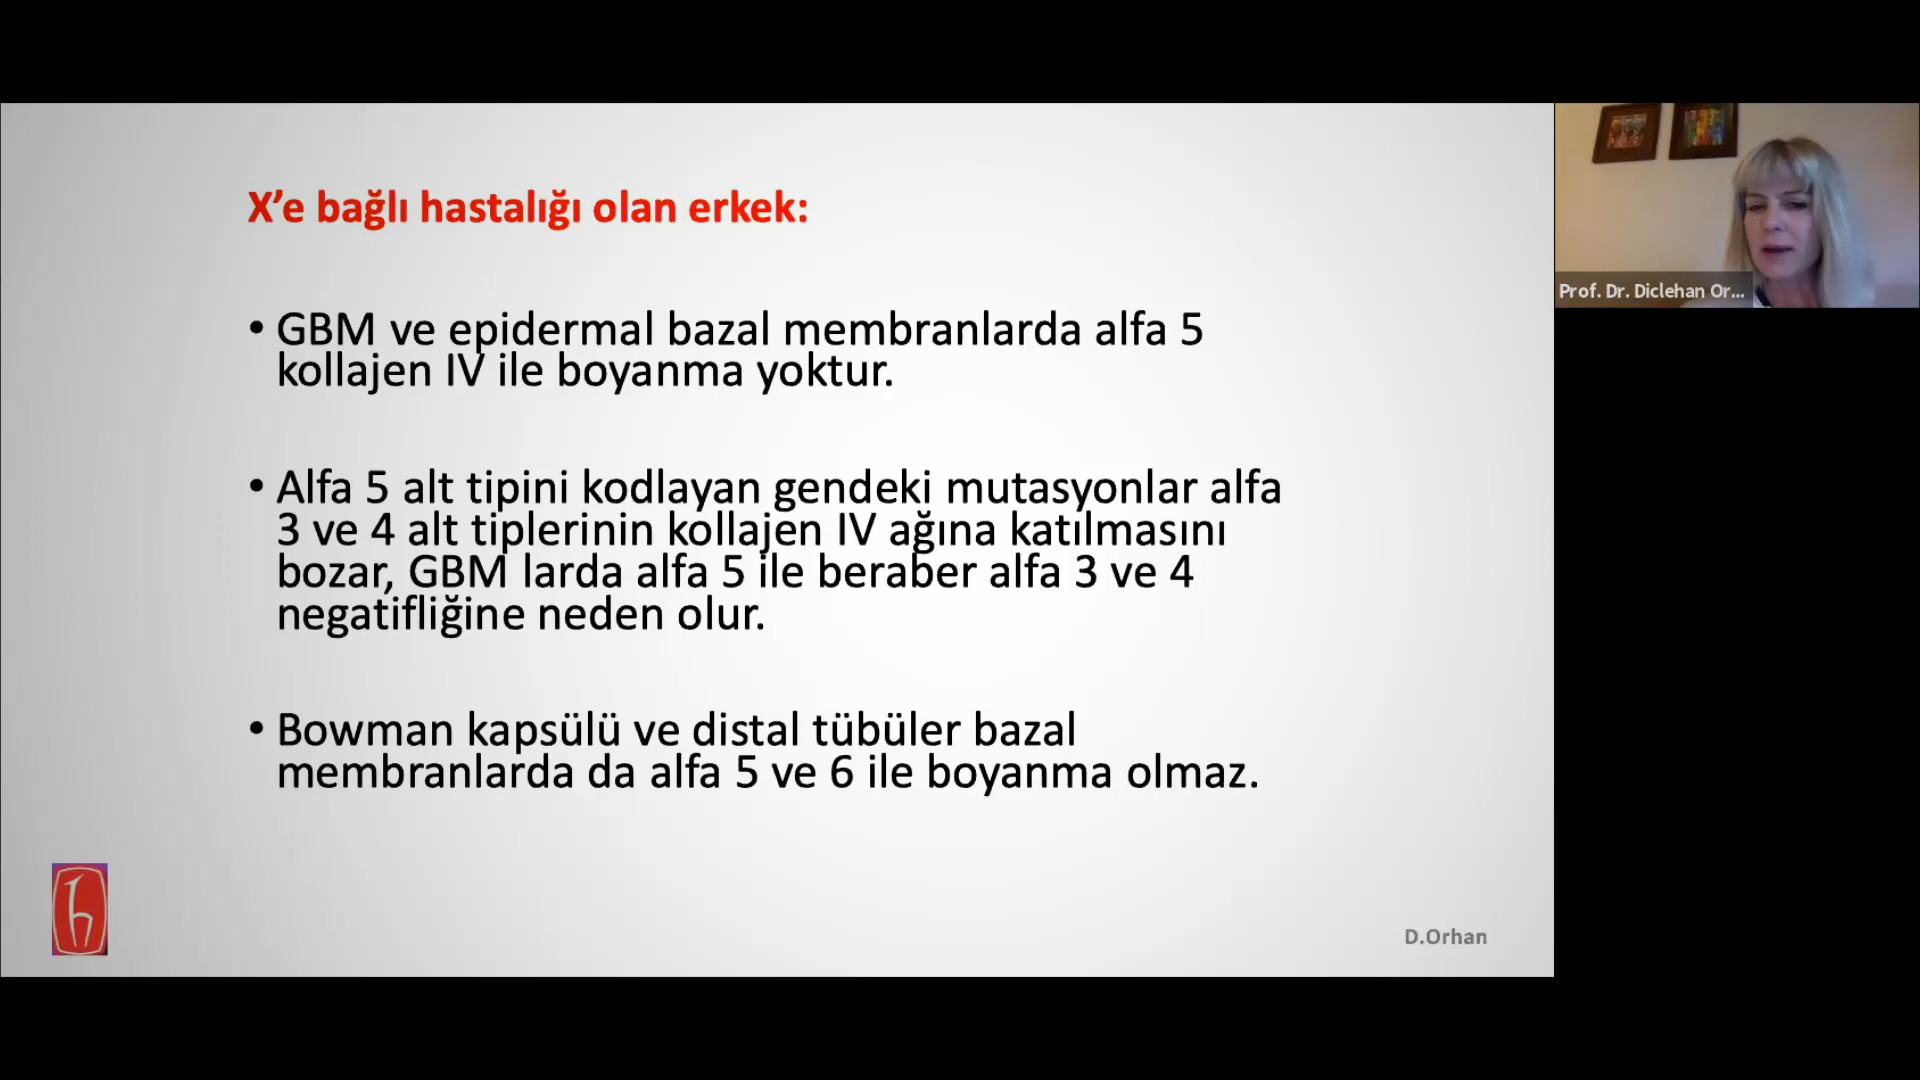 X’e bağlı hastalığı olan erkek:
• GBM ve epidermal bazal membranlarda alfa 5
kollajen IV ile boyanma yoktur.
• Alfa 5 alt tipini kodlayan gendeki mutasyonlar alfa
3 ve 4 alt tiplerinin kollajen IV ağına katılmasını
bozar, GBM larda alfa 5 ile beraber alfa 3 ve 4
negatifliğine neden olur.
• Bowman kapsülü ve distal tübüler bazal
membranlarda da alfa 5 ve 6 ile boyanma olmaz.
D.Orhan
Prof. Dr. Diclehan Or...